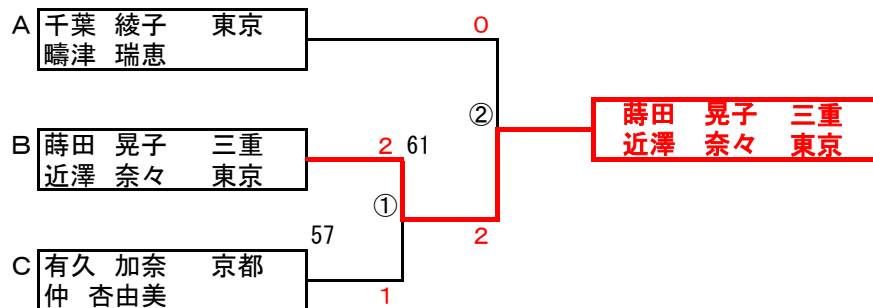 A 千葉 綾子 東京
疇津 瑞恵
0
②
蒔田 晃子 三重
近澤 奈々 東京
B 蒔田 晃子 三重
近澤 奈々 東京
2 61
①
2
57
C 有久 加奈 京都
仲 杏由美
1